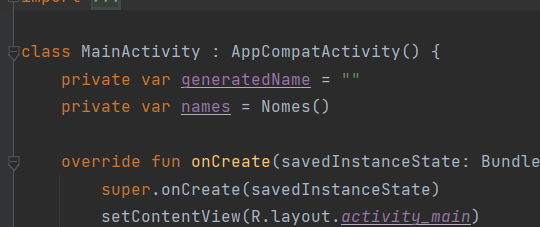 import ...
class MainActivity : AppCompatActivity() {
private var generatedName = ""
private var names = Nomes()
override fun onCreate(savedInstanceState: Bundle
super.onCreate(savedInstanceState)
setContentView(R.layout.activity_main)